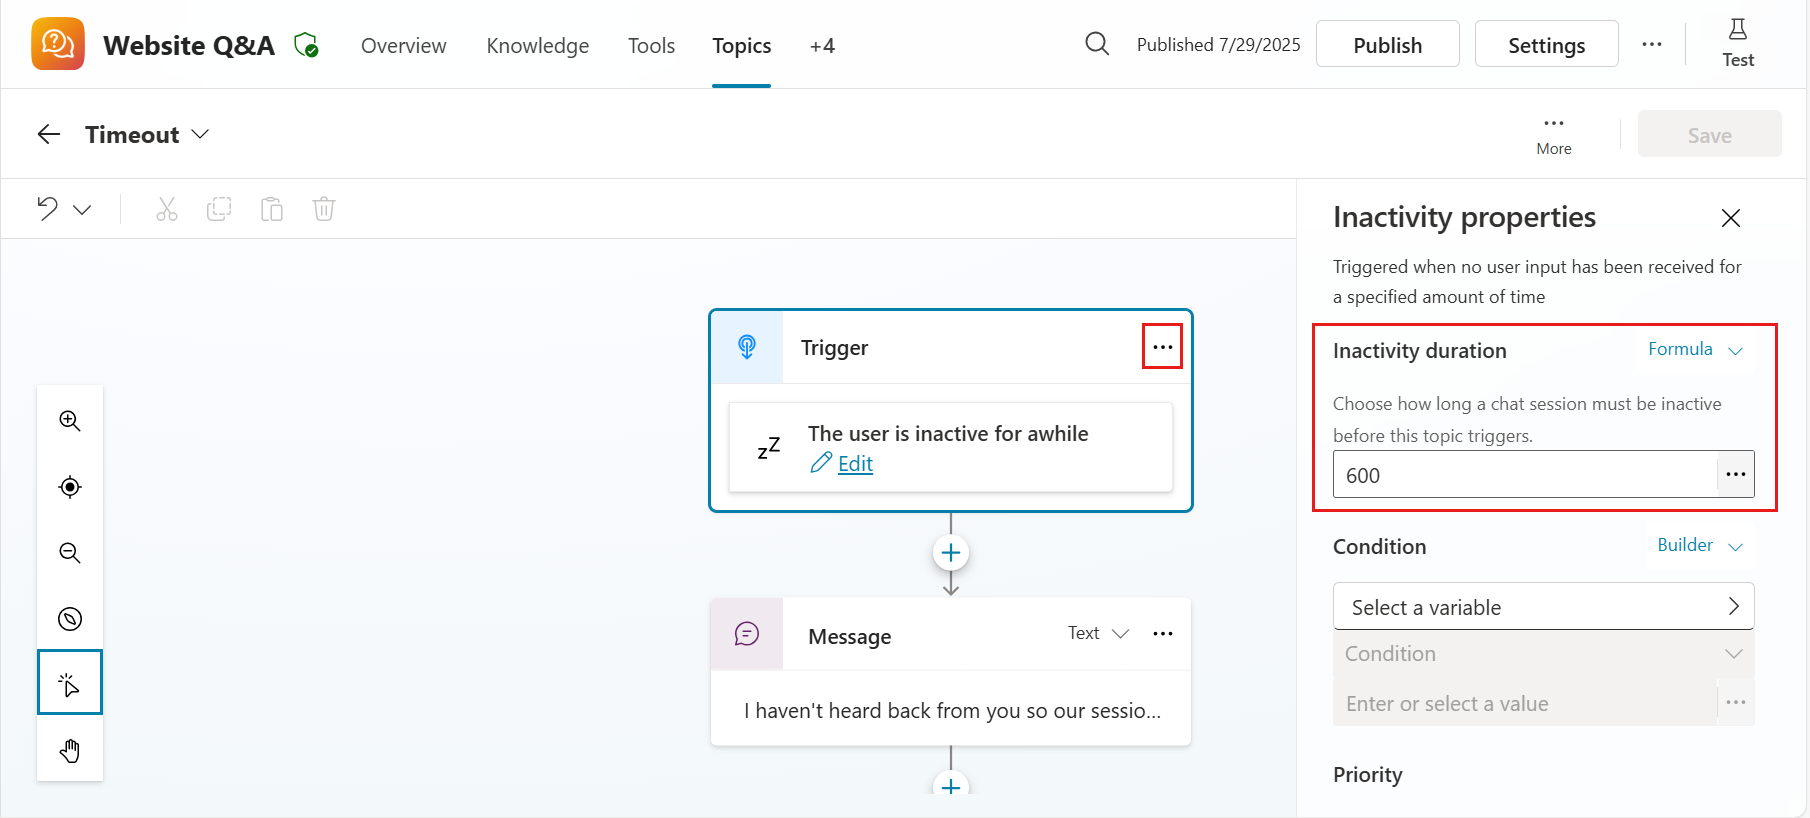 Website Q&A
Overview
Knowledge
Tools
Topics
+4
Published 7/29/2025
Publish
Settings
Test
Timeout
More
Save
Trigger
The user is inactive for awhile
Edit
Message
Text
I haven't heard back from you so our sessio...
Inactivity properties
Triggered when no user input has been received for
a specified amount of time
Inactivity duration
Formula
Choose how long a chat session must be inactive
before this topic triggers.
600
Condition
Builder
Select a variable
Condition
Enter or select a value
Priority